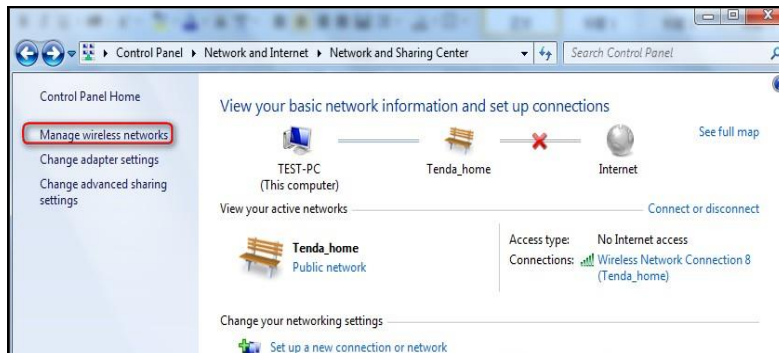 Control Panel ▸ Network and Internet ▸ Network and Sharing Center
Search Control Panel
Control Panel Home
Manage wireless networks
Change adapter settings
Change advanced sharing
settings
View your basic network information and set up connections
See full map
TEST-PC
(This computer)
Tenda_home
Internet
View your active networks
Connect or disconnect
Tenda_home
Public network
Access type: No Internet access
Connections: Wireless Network Connection 8
(Tenda_home)
Change your networking settings
Set up a new connection or network